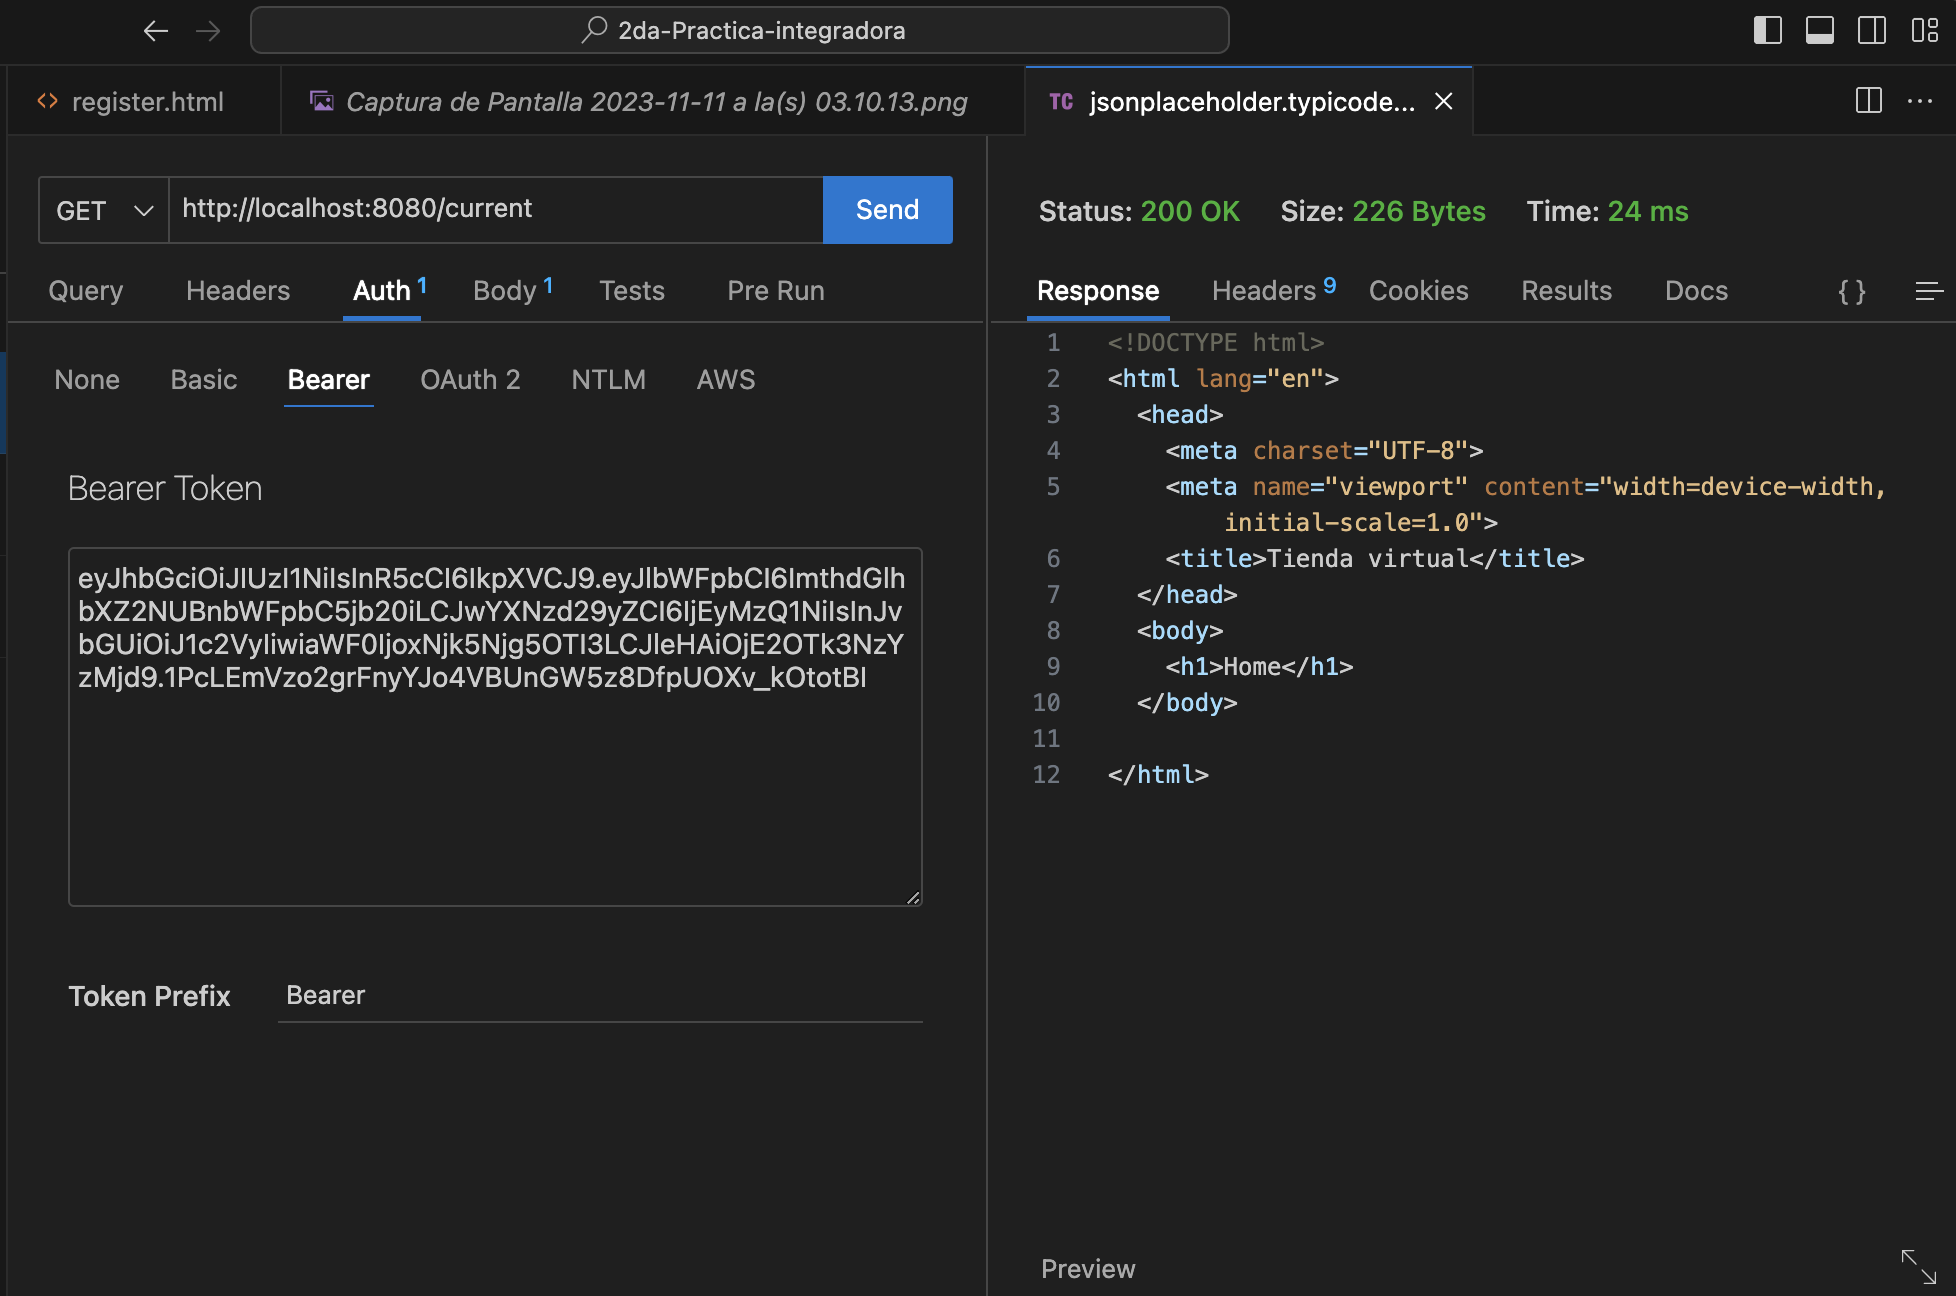 2da-Practica-integradora
register.html
Captura de Pantalla 2023-11-11 a la(s) 03.10.13.png
TC jsonplaceholder.typicode...
GET http://localhost:8080/current Send
Query Headers Auth 1 Body 1 Tests Pre Run
None Basic Bearer OAuth 2 NTLM AWS
Bearer Token
eyJhbGciOiJIUzI1NiIsInR5cCI6IkpXVCJ9.eyJlbWFpbCI6ImthdGlh
bXZ2NUBnbWFpbC5jb20iLCJwYXNzd29yZCI6IjEyMzQ1NiIsInJv
bGUiOiJ1c2VyIiwiaWF0IjoxNjk5Njg5OTI3LCJleHAiOjE2OTk3NzY
zMjd9.1PcLEmVzo2grFnyYJo4VBUnGW5z8DfpUOXv_kOtotBI
Token Prefix Bearer
Status: 200 OK Size: 226 Bytes Time: 24 ms
Response Headers 9 Cookies Results Docs { }
1 <!DOCTYPE html>
2 <html lang="en">
3 <head>
4 <meta charset="UTF-8">
5 <meta name="viewport" content="width=device-width,
initial-scale=1.0">
6 <title>Tienda virtual</title>
7 </head>
8 <body>
9 <h1>Home</h1>
10 </body>
11
12 </html>
Preview